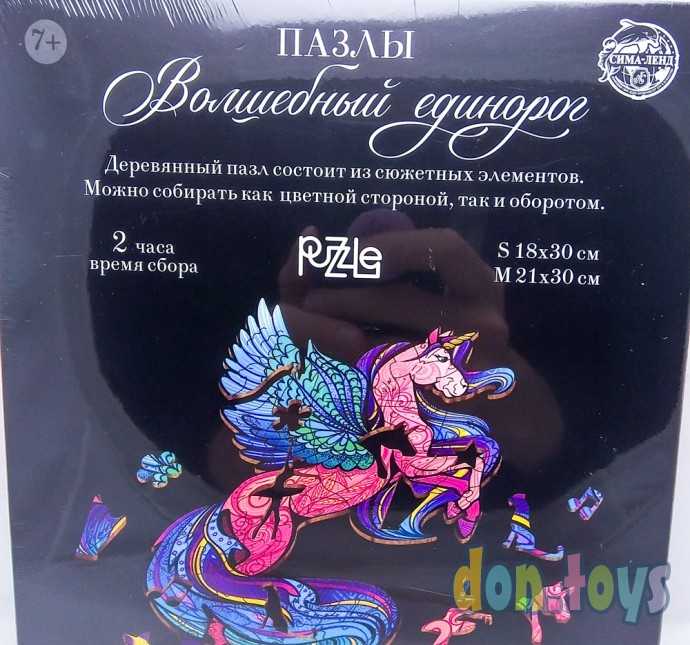 7+
ПАЗЛЫ
СИМА-ЛЕНД
Волшебный единорог
Деревянный пазл состоит из сюжетных элементов.
Можно собирать как цветной стороной, так и оборотом.
2 часа
время сбора
puzzle
S 18x30 см
M 21x30 см
don.toys